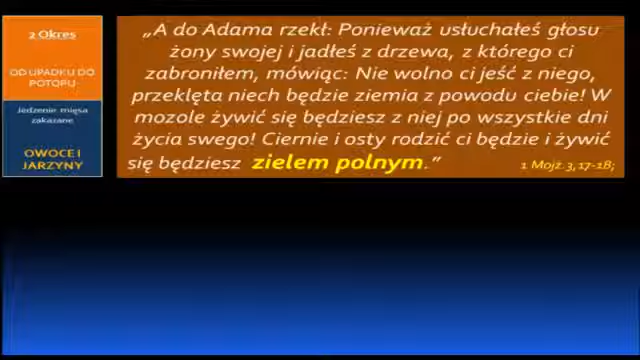 2 Okres
OD UPADKU DO
POTOPU
Jedzenie mięsa
zakazane
OWOCE I
JARZYNY
„A do Adama rzekł: Ponieważ usłuchałeś głosu
żony swojej i jadłeś z drzewa, z którego ci
zabroniłem, mówiąc: Nie wolno ci jeść z niego,
przeklęta niech będzie ziemia z powodu ciebie! W
mozole żywić się będziesz z niej po wszystkie dni
życia swego! Ciernie i osty rodzić ci będzie i żywić
się będziesz zielem polnym.”
1 Mojż. 3,17-18;